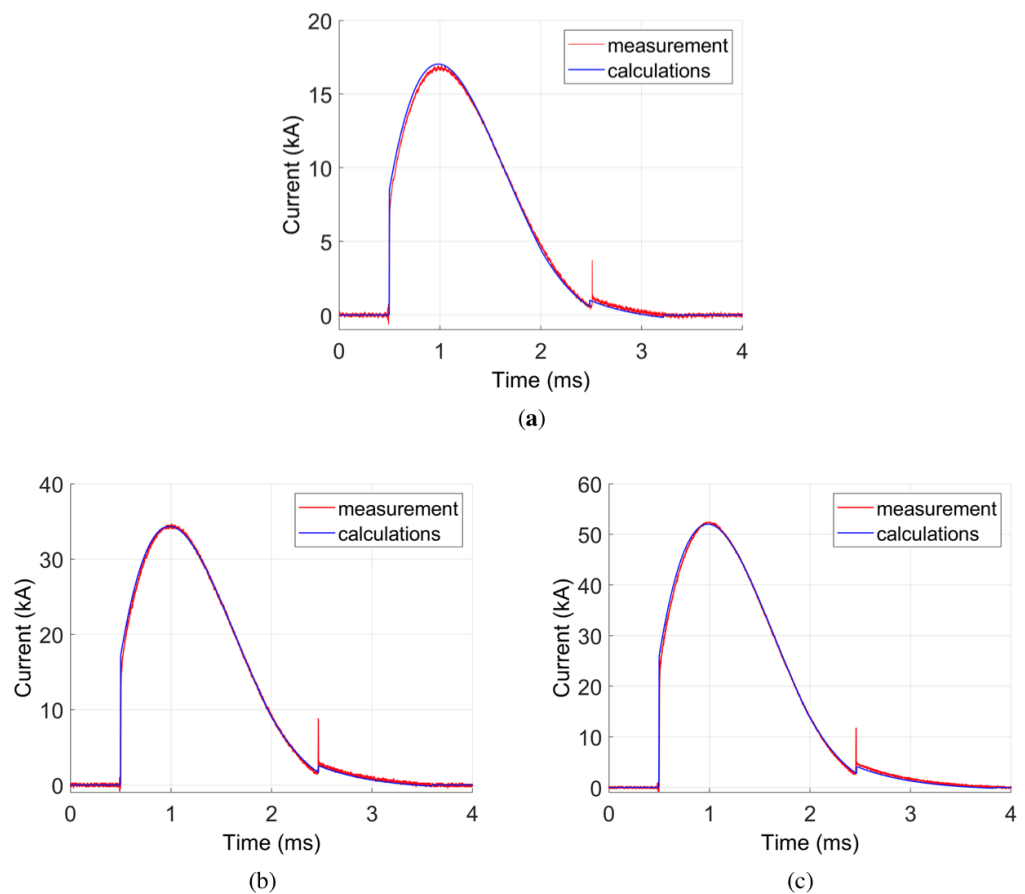 20
15
10
5
0
Current (kA)
measurement
calculations
0 1 2 3 4
Time (ms)
(a)
40
30
20
10
0
Current (kA)
measurement
calculations
0 1 2 3 4
Time (ms)
(b)
60
50
40
30
20
10
0
Current (kA)
measurement
calculations
0 1 2 3 4
Time (ms)
(c)